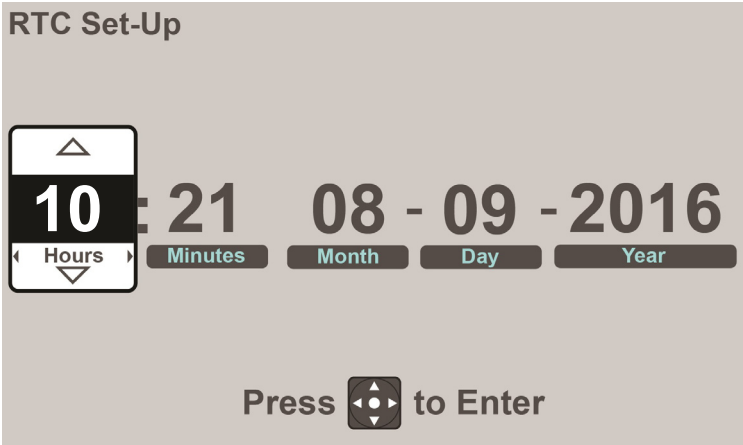 RTC Set-Up
10 : 21 08 - 09 - 2016
Hours Minutes Month Day Year
Press to Enter